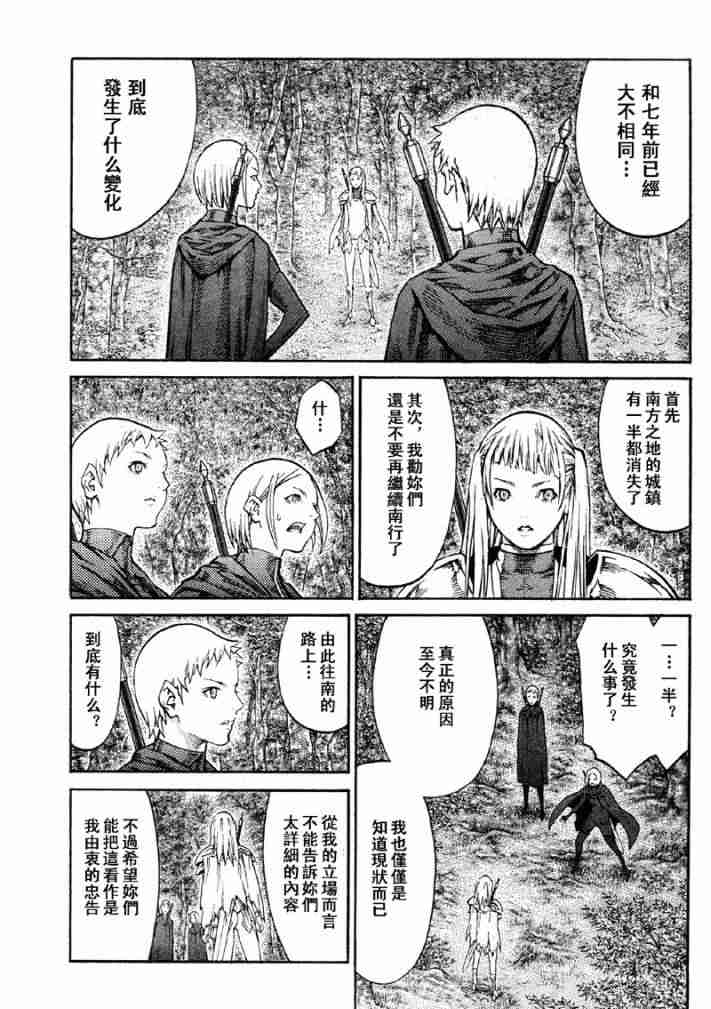 和七年前已經
大不相同…
到底
發生了什么變化
首先
南方之地的城鎮
有一半都消失了
其次，我勸妳們
還是不要再繼續南行了
什…
一…一半？
究竟發生
什么事了？
真正的原因
至今不明
我也僅僅是
知道現狀而已
由此往南的
路上…
到底有什么？
從我的立場而言
不能告訴妳們
太詳細的內容
不過希望妳們
能把這看作是
我由衷的忠告